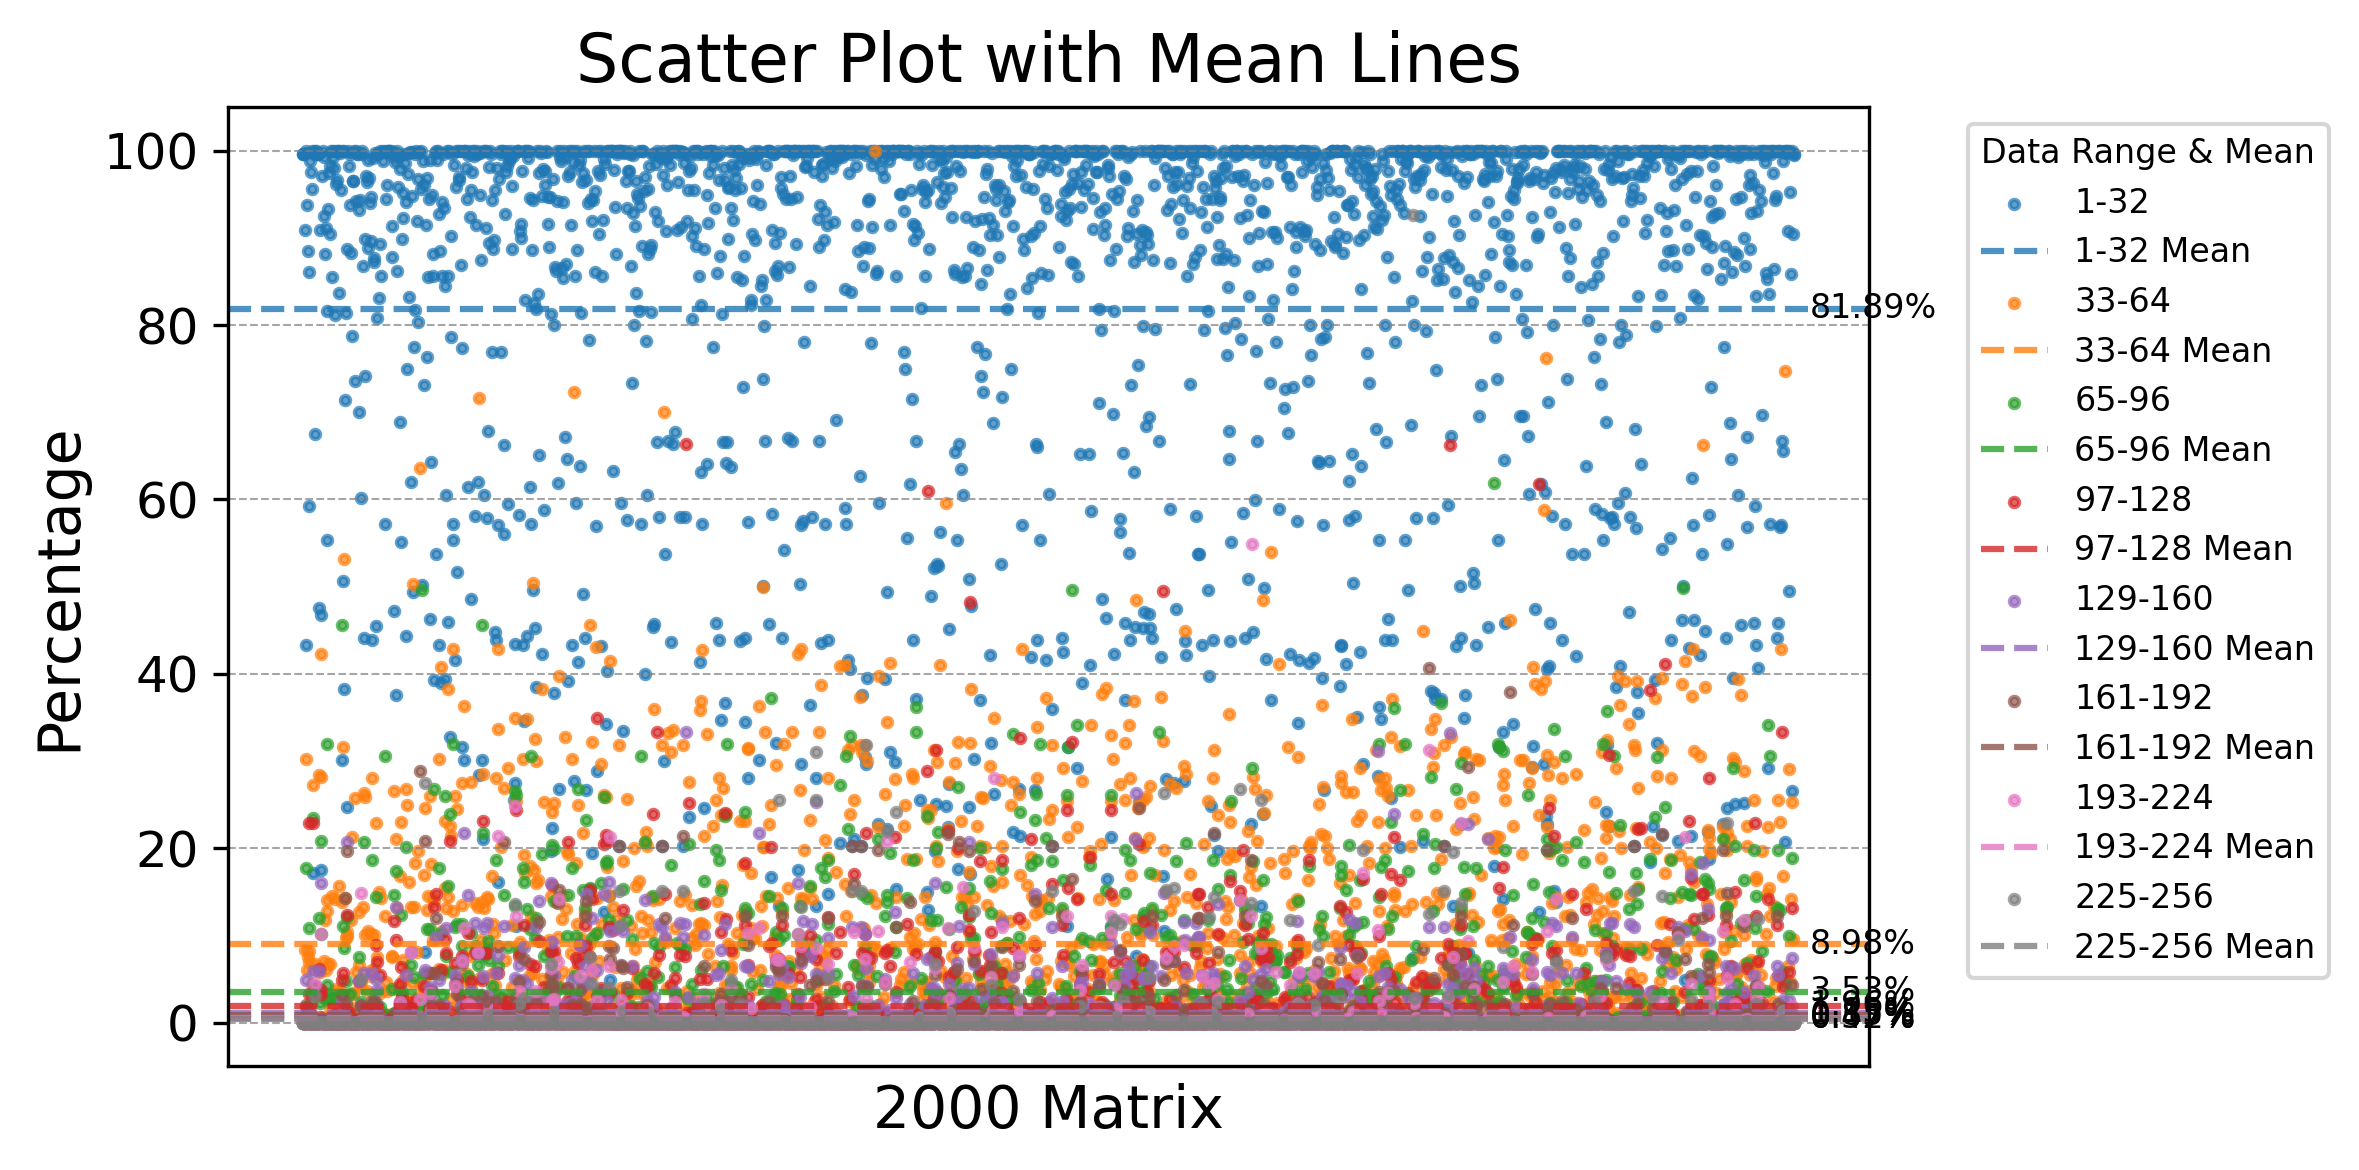 Scatter Plot with Mean Lines
Percentage
100
80
60
40
20
0
81.89%
8.98%
3.53%
2000 Matrix
Data Range & Mean
1-32
1-32 Mean
33-64
33-64 Mean
65-96
65-96 Mean
97-128
97-128 Mean
129-160
129-160 Mean
161-192
161-192 Mean
193-224
193-224 Mean
225-256
225-256 Mean